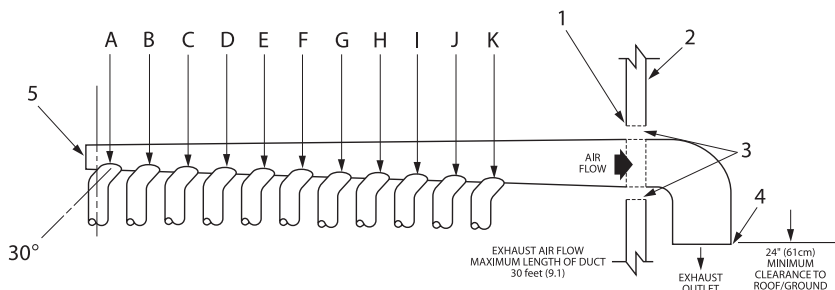 A B C D E F G H I J K
1
2
5
3
AIR
FLOW
4
30°
EXHAUST AIR FLOW
MAXIMUM LENGTH OF DUCT
30 feet (9.1)
EXHAUST
OUTLET
24" (61cm)
MINIMUM
CLEARANCE TO
ROOF/GROUND